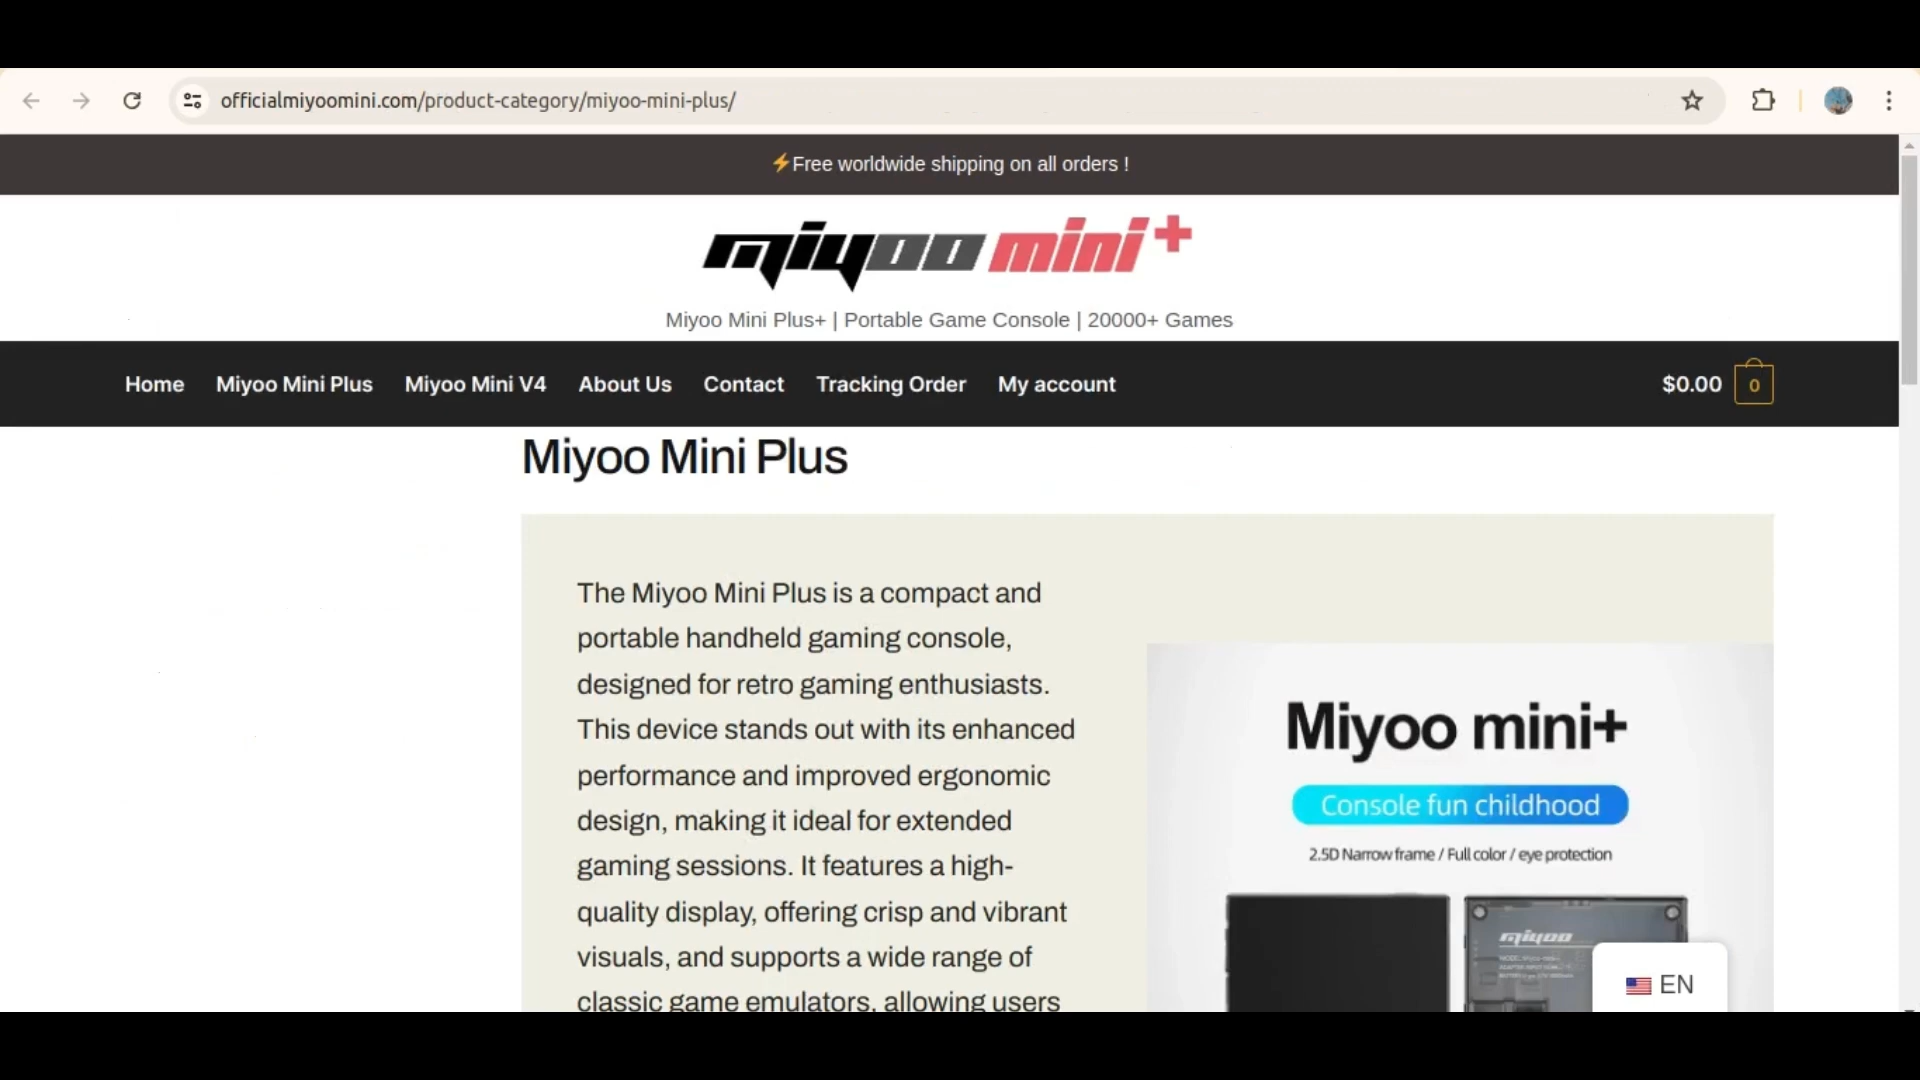 officialmiyoomini.com/product-category/miyoo-mini-plus/
⚡Free worldwide shipping on all orders !
miyoo mini+
Miyoo Mini Plus+ | Portable Game Console | 20000+ Games
Home Miyoo Mini Plus Miyoo Mini V4 About Us Contact Tracking Order My account $0.00 0
Miyoo Mini Plus
The Miyoo Mini Plus is a compact and
portable handheld gaming console,
designed for retro gaming enthusiasts.
This device stands out with its enhanced
performance and improved ergonomic
design, making it ideal for extended
gaming sessions. It features a high-
quality display, offering crisp and vibrant
visuals, and supports a wide range of
classic game emulators, allowing users
Miyoo mini+
Console fun childhood
2.5D Narrow frame / Full color / eye protection
miyoo
EN